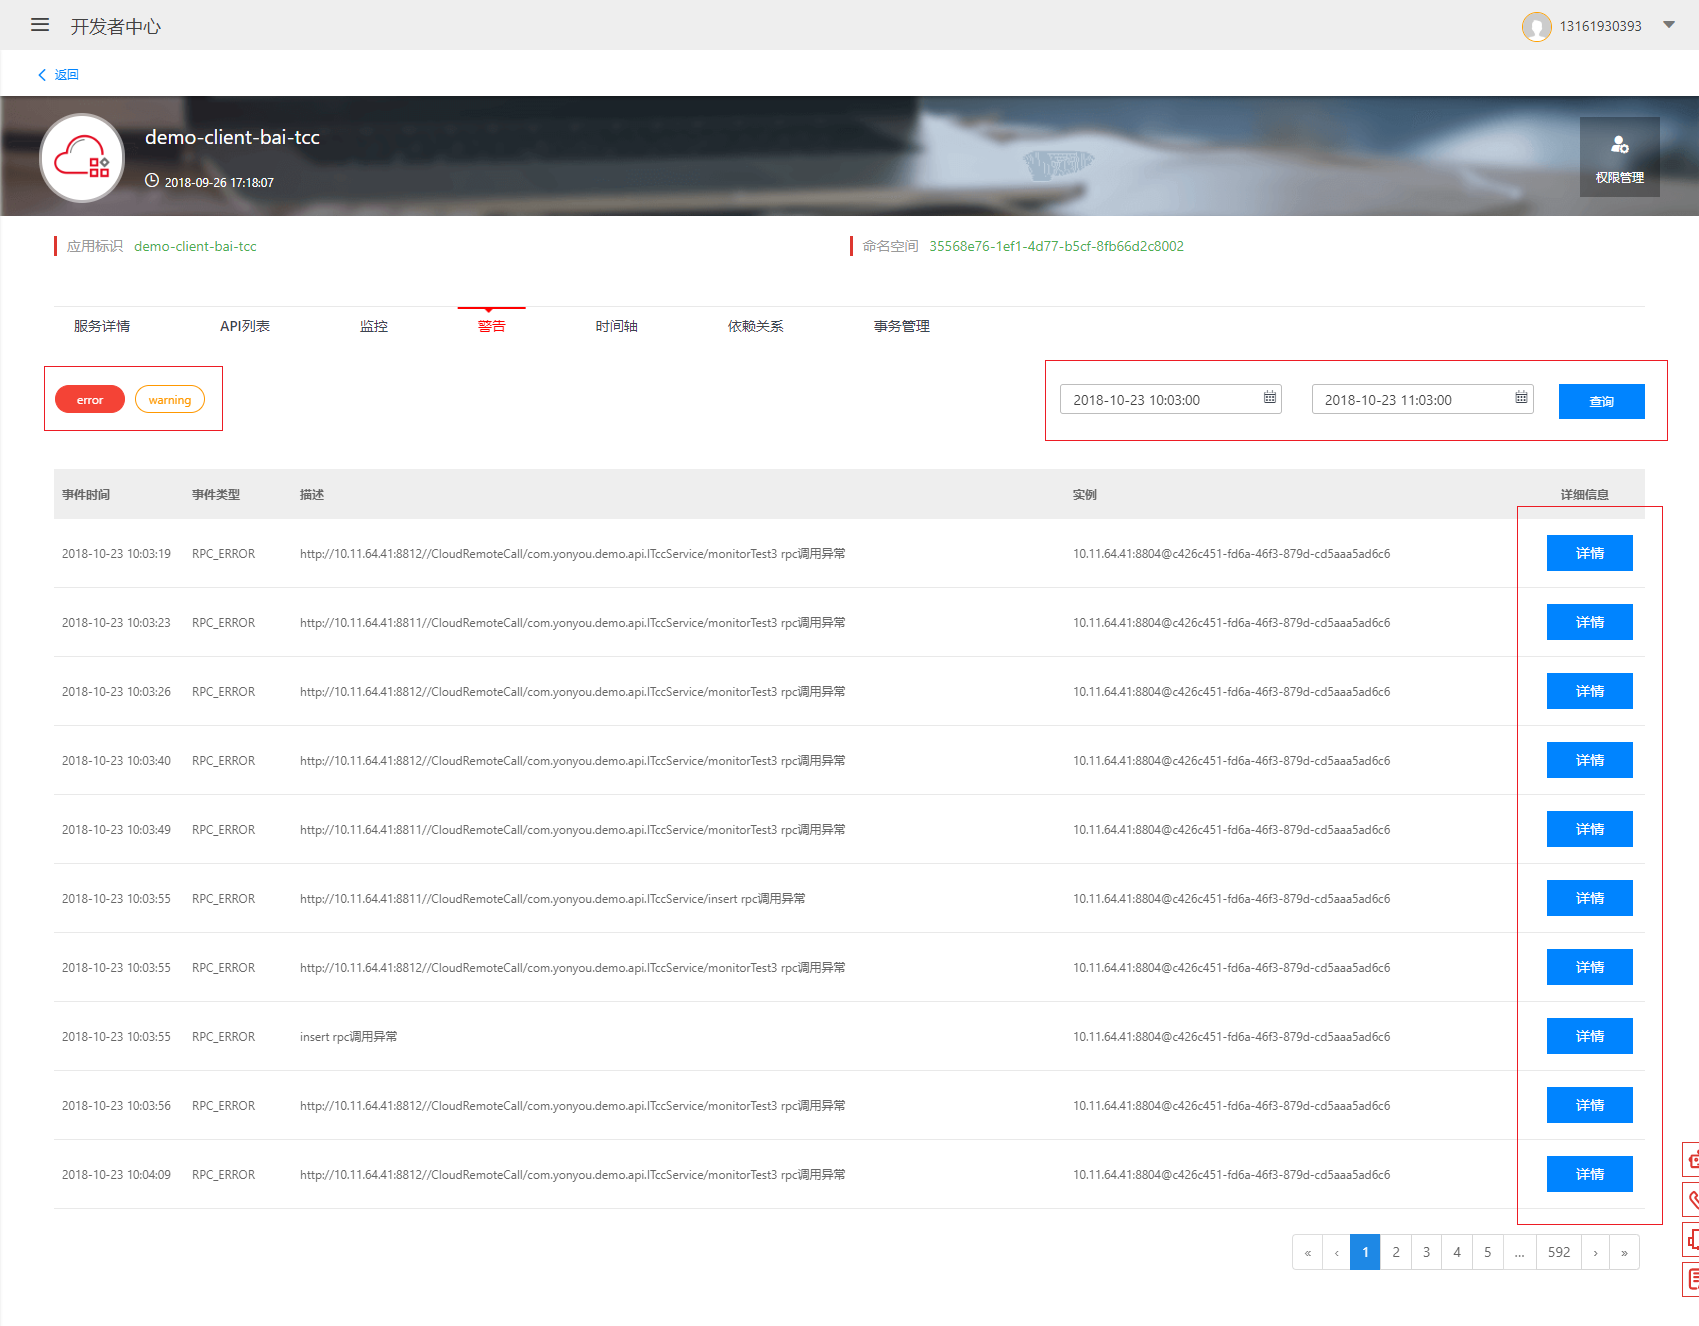 开发者中心
13161930393
返回
demo-client-bai-tcc
2018-09-26 17:18:07
权限管理
应用标识 demo-client-bai-tcc
命名空间 35568e76-1ef1-4d77-b5cf-8fb66d2c8002
服务详情 API列表 监控 警告 时间轴 依赖关系 事务管理
error warning
2018-10-23 10:03:00 2018-10-23 11:03:00 查询
事件时间 事件类型 描述 实例 详细信息
2018-10-23 10:03:19 RPC_ERROR http://10.11.64.41:8812//CloudRemoteCall/com.yonyou.demo.api.ITccService/monitorTest3 rpc调用异常 10.11.64.41:8804@c426c451-fd6a-46f3-879d-cd5aaa5ad6c6 详情
2018-10-23 10:03:23 RPC_ERROR http://10.11.64.41:8811//CloudRemoteCall/com.yonyou.demo.api.ITccService/monitorTest3 rpc调用异常 10.11.64.41:8804@c426c451-fd6a-46f3-879d-cd5aaa5ad6c6 详情
2018-10-23 10:03:26 RPC_ERROR http://10.11.64.41:8812//CloudRemoteCall/com.yonyou.demo.api.ITccService/monitorTest3 rpc调用异常 10.11.64.41:8804@c426c451-fd6a-46f3-879d-cd5aaa5ad6c6 详情
2018-10-23 10:03:40 RPC_ERROR http://10.11.64.41:8812//CloudRemoteCall/com.yonyou.demo.api.ITccService/monitorTest3 rpc调用异常 10.11.64.41:8804@c426c451-fd6a-46f3-879d-cd5aaa5ad6c6 详情
2018-10-23 10:03:49 RPC_ERROR http://10.11.64.41:8811//CloudRemoteCall/com.yonyou.demo.api.ITccService/monitorTest3 rpc调用异常 10.11.64.41:8804@c426c451-fd6a-46f3-879d-cd5aaa5ad6c6 详情
2018-10-23 10:03:55 RPC_ERROR http://10.11.64.41:8811//CloudRemoteCall/com.yonyou.demo.api.ITccService/insert rpc调用异常 10.11.64.41:8804@c426c451-fd6a-46f3-879d-cd5aaa5ad6c6 详情
2018-10-23 10:03:55 RPC_ERROR http://10.11.64.41:8812//CloudRemoteCall/com.yonyou.demo.api.ITccService/monitorTest3 rpc调用异常 10.11.64.41:8804@c426c451-fd6a-46f3-879d-cd5aaa5ad6c6 详情
2018-10-23 10:03:55 RPC_ERROR insert rpc调用异常 10.11.64.41:8804@c426c451-fd6a-46f3-879d-cd5aaa5ad6c6 详情
2018-10-23 10:03:56 RPC_ERROR http://10.11.64.41:8812//CloudRemoteCall/com.yonyou.demo.api.ITccService/monitorTest3 rpc调用异常 10.11.64.41:8804@c426c451-fd6a-46f3-879d-cd5aaa5ad6c6 详情
2018-10-23 10:04:09 RPC_ERROR http://10.11.64.41:8812//CloudRemoteCall/com.yonyou.demo.api.ITccService/monitorTest3 rpc调用异常 10.11.64.41:8804@c426c451-fd6a-46f3-879d-cd5aaa5ad6c6 详情
« ‹ 1 2 3 4 5 ... 592 › »